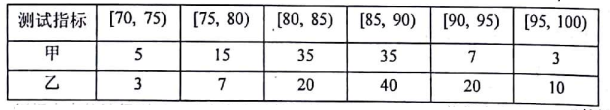 测试指标 [70, 75) [75, 80) [80, 85) [85, 90) [90, 95) [95, 100)
甲 5 15 35 35 7 3
乙 3 7 20 40 20 10